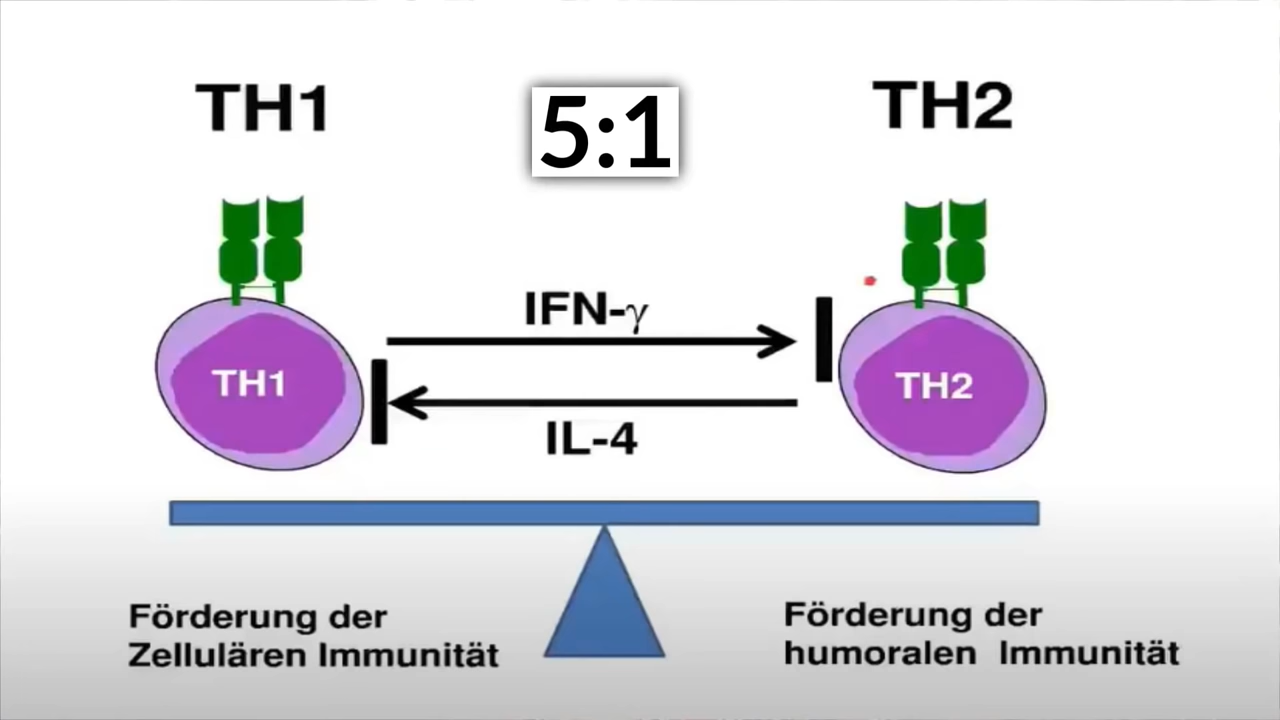 TH1
5:1
TH2
IFN-γ
TH1
TH2
IL-4
Förderung der
Zellulären Immunität
Förderung der
humoralen Immunität